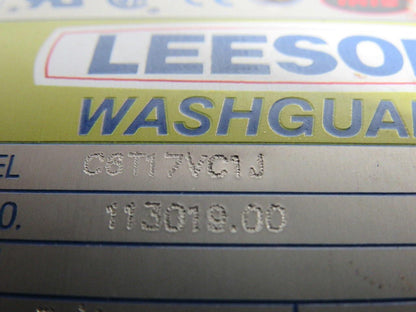 LEESO
WASHGUA
EL C6T17VC1J
O. 113019.00